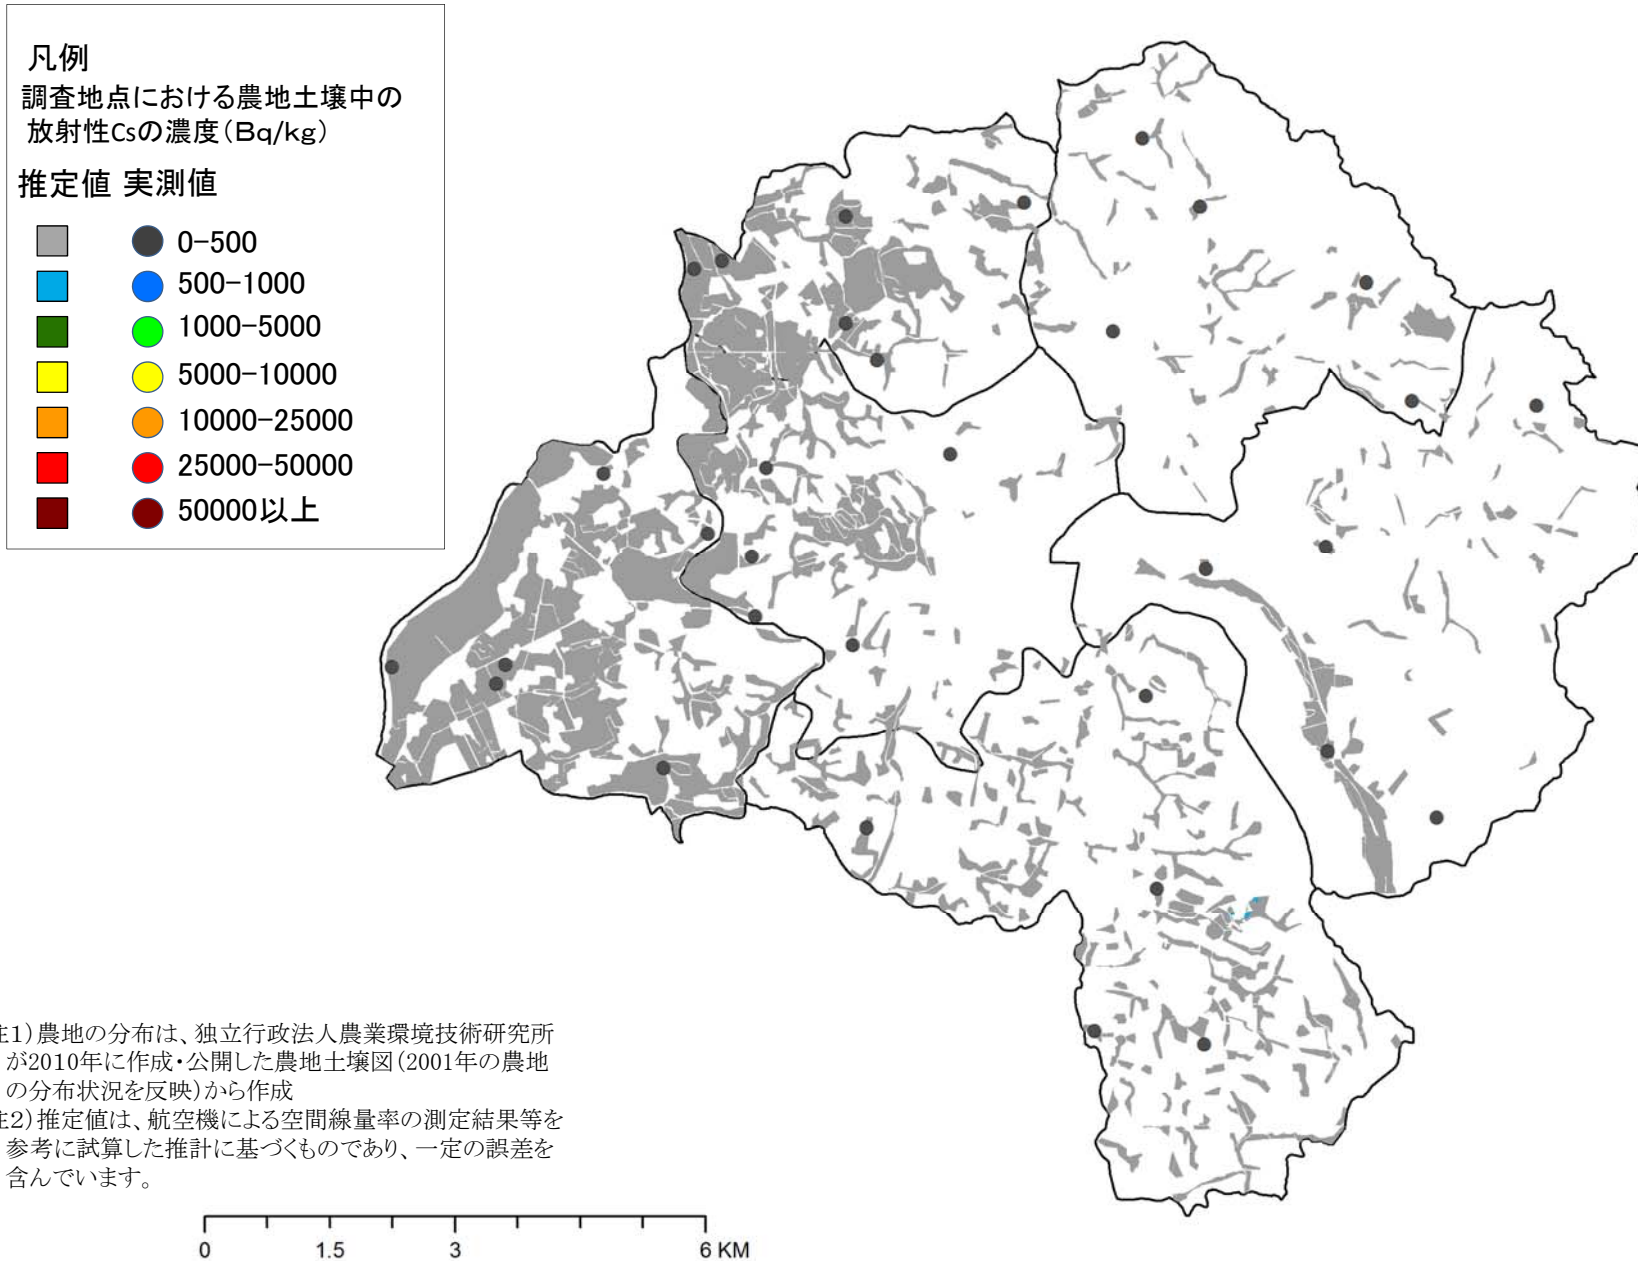 凡例
調査地点における農地土壌中の
放射性Csの濃度(Bq/kg)
推定値 実測値
0-500
500-1000
1000-5000
5000-10000
10000-25000
25000-50000
50000以上
注1)農地の分布は、独立行政法人農業環境技術研究所
が2010年に作成・公開した農地土壌図(2001年の農地
の分布状況を反映)から作成
注2)推定値は、航空機による空間線量率の測定結果等を
参考に試算した推計に基づくものであり、一定の誤差を
含んでいます。
0 1.5 3 6 KM